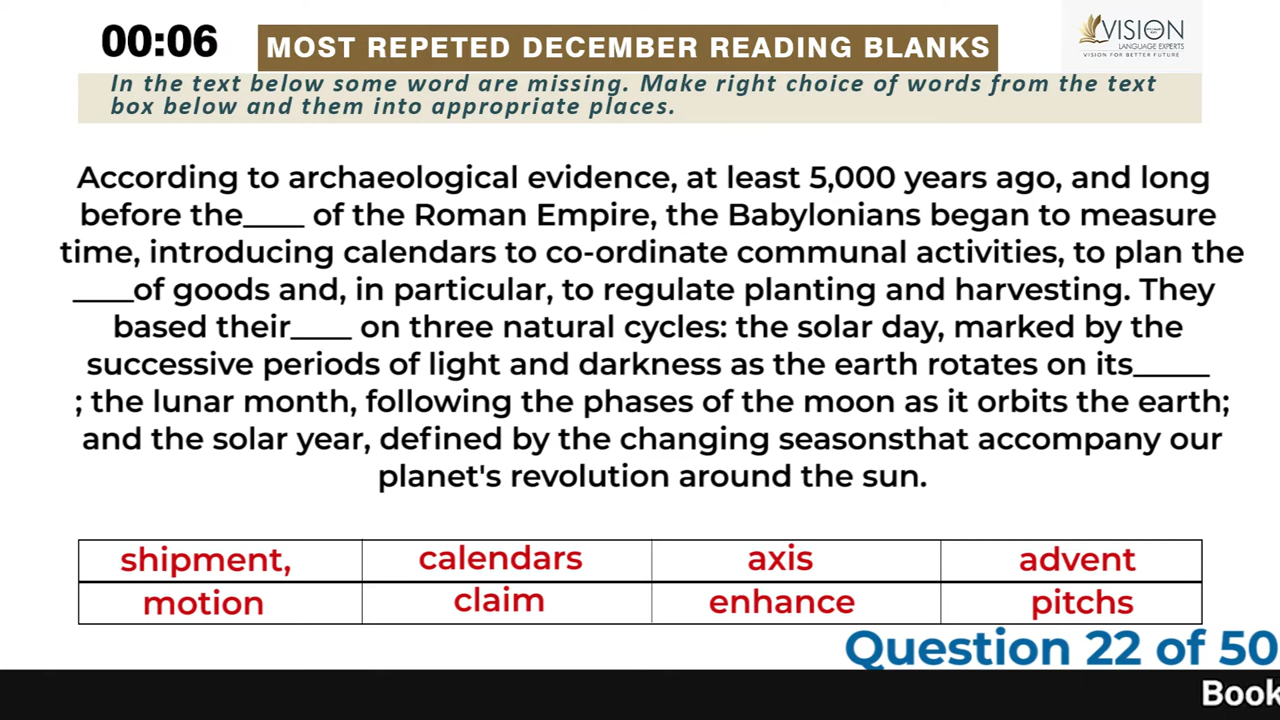 00:06
MOST REPETED DECEMBER READING BLANKS
VISION
LANGUAGE EXPERTS
VISION FOR BETTER FUTURE
In the text below some word are missing. Make right choice of words from the text
box below and them into appropriate places.
According to archaeological evidence, at least 5,000 years ago, and long
before the____ of the Roman Empire, the Babylonians began to measure
time, introducing calendars to co-ordinate communal activities, to plan the
____of goods and, in particular, to regulate planting and harvesting. They
based their____ on three natural cycles: the solar day, marked by the
successive periods of light and darkness as the earth rotates on its_____
; the lunar month, following the phases of the moon as it orbits the earth;
and the solar year, defined by the changing seasonsthat accompany our
planet's revolution around the sun.
shipment, calendars axis advent
motion claim enhance pitchs
Question 22 of 50
Book